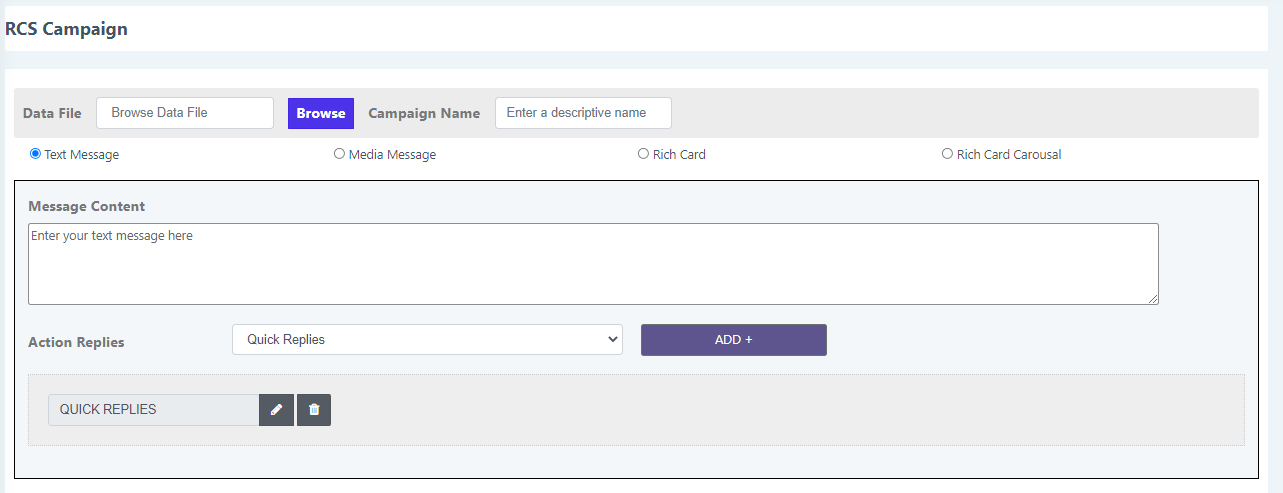 RCS Campaign
Data File Browse Data File Browse Campaign Name Enter a descriptive name
Text Message Media Message Rich Card Rich Card Carousal
Message Content
Enter your text message here
Action Replies Quick Replies ADD +
QUICK REPLIES